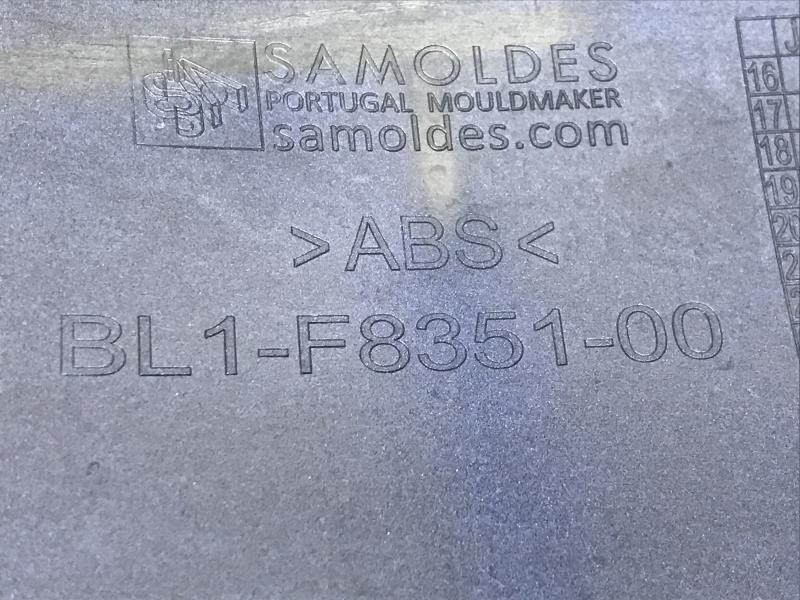 SAMOLDES
PORTUGAL MOULDMAKER
samoldes.com
>ABS<
BL1-F8351-00
J
16
17
18
19
20